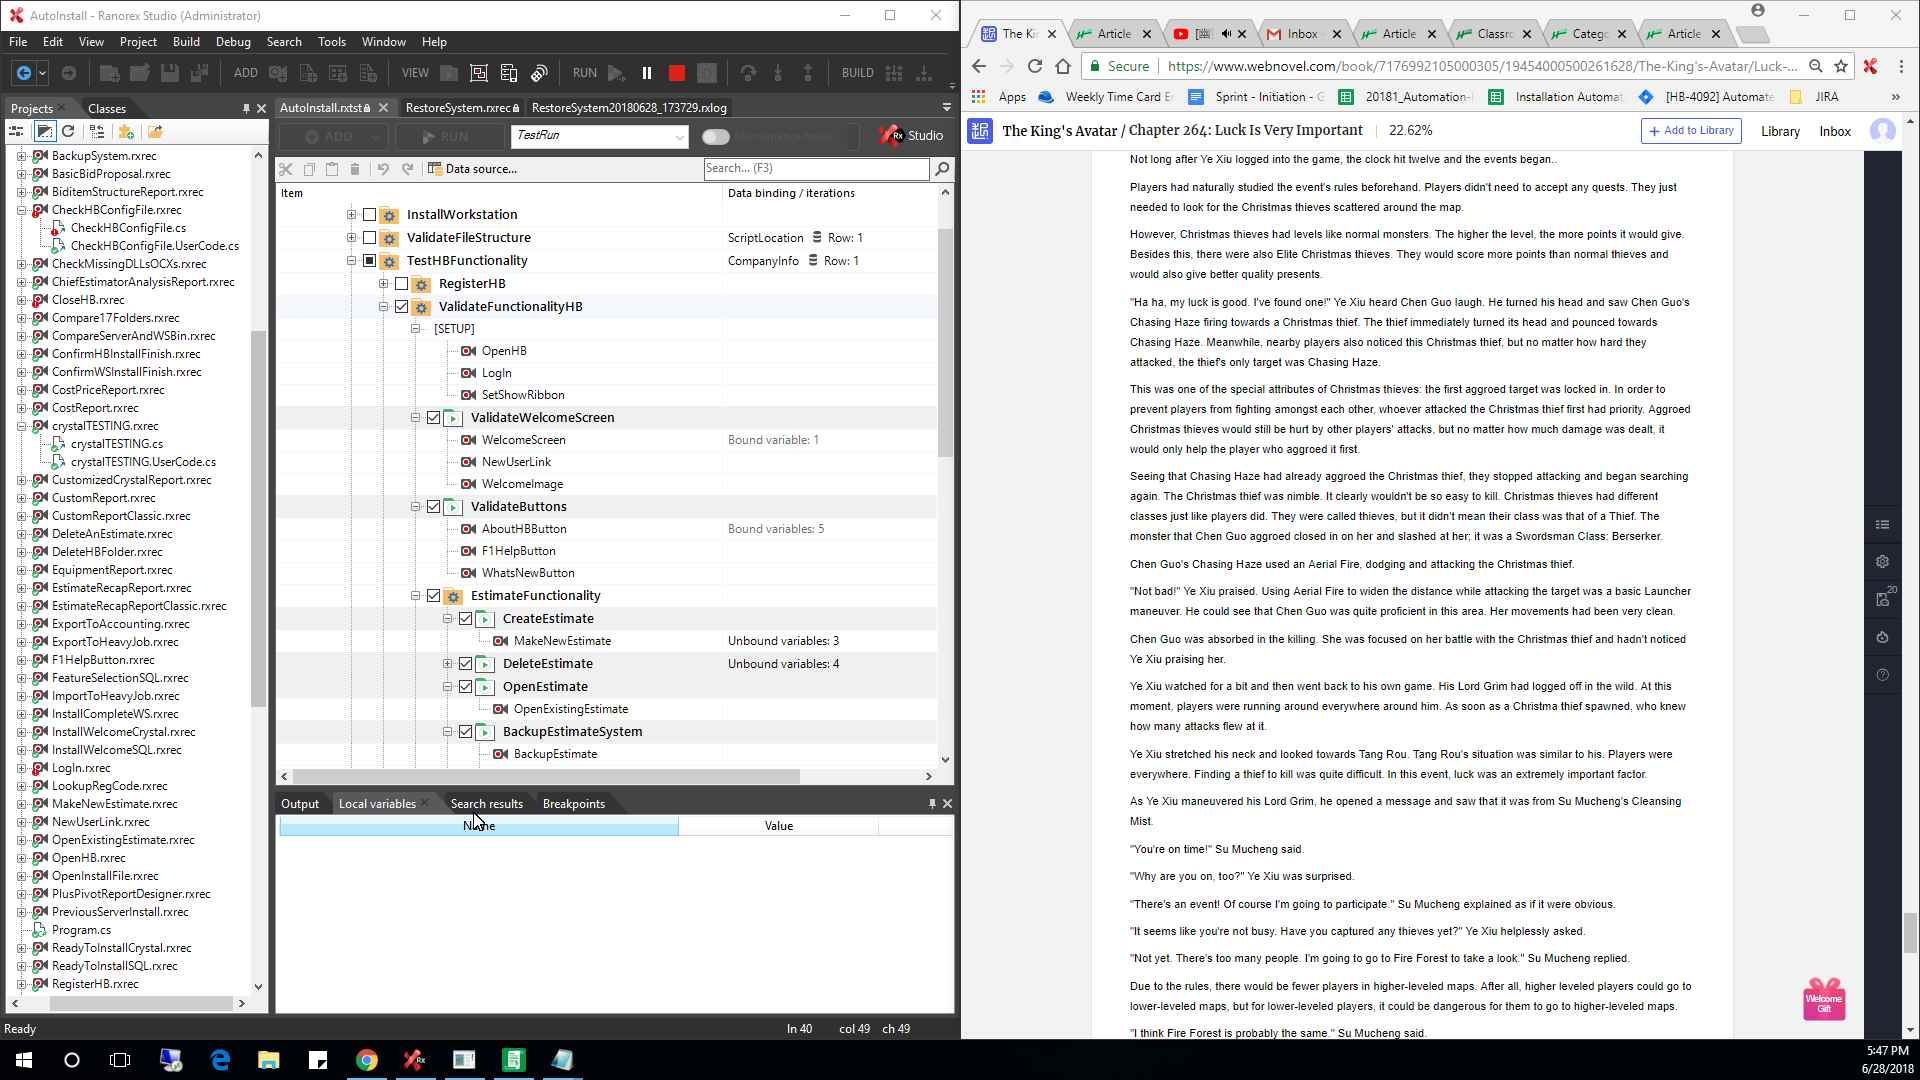 AutoInstall - Ranorex Studio (Administrator)
File Edit View Project Build Debug Search Tools Window Help
ADD VIEW RUN BUILD
Projects Classes
BackupSystem.rxrec
BasicBidProposal.rxrec
BiditemStructureReport.rxrec
CheckHBConfigFile.rxrec
CheckHBConfigFile.cs
CheckHBConfigFile.UserCode.cs
CheckMissingDLLsOCXs.rxrec
ChiefEstimatorAnalysisReport.rxrec
CloseHB.rxrec
Compare17Folders.rxrec
CompareServerAndWSBin.rxrec
ConfirmHBInstallFinish.rxrec
ConfirmWSInstallFinish.rxrec
CostPriceReport.rxrec
CostReport.rxrec
crystalTESTING.rxrec
crystalTESTING.cs
crystalTESTING.UserCode.cs
CustomizedCrystalReport.rxrec
CustomReport.rxrec
CustomReportClassic.rxrec
DeleteAnEstimate.rxrec
DeleteHBFolder.rxrec
EquipmentReport.rxrec
EstimateRecapReport.rxrec
EstimateRecapReportClassic.rxrec
ExportToAccounting.rxrec
ExportToHeavyJob.rxrec
F1HelpButton.rxrec
FeatureSelectionSQL.rxrec
ImportToHeavyJob.rxrec
InstallCompleteWS.rxrec
InstallWelcomeCrystal.rxrec
InstallWelcomeSQL.rxrec
LogIn.rxrec
LookupRegCode.rxrec
MakeNewEstimate.rxrec
NewUserLink.rxrec
OpenExistingEstimate.rxrec
OpenHB.rxrec
OpenInstallFile.rxrec
PlusPivotReportDesigner.rxrec
PreviousServerInstall.rxrec
Program.cs
ReadyToInstallCrystal.rxrec
ReadyToInstallSQL.rxrec
RegisterHB.rxrec
AutoInstall.rxtst RestoreSystem.rxrec RestoreSystem20180628_173729.rxlog
ADD RUN TestRun Rx Studio
Data source... Search... (F3)
Item Data binding / iterations
InstallWorkstation
ValidateFileStructure ScriptLocation Row: 1
TestHBFunctionality CompanyInfo Row: 1
RegisterHB
ValidateFunctionalityHB
[SETUP]
OpenHB
LogIn
SetShowRibbon
ValidateWelcomeScreen
WelcomeScreen Bound variable: 1
NewUserLink
WelcomeImage
ValidateButtons
AboutHBButton Bound variables: 5
F1HelpButton
WhatsNewButton
EstimateFunctionality
CreateEstimate
MakeNewEstimate Unbound variables: 3
DeleteEstimate Unbound variables: 4
OpenEstimate
OpenExistingEstimate
BackupEstimateSystem
BackupEstimate
Output Local variables Search results Breakpoints
Value
Ready ln 40 col 49 ch 49
The Ki Article Inbox Article Classro Catego Article
Secure https://www.webnovel.com/book/7176992105000305/19454000500261628/The-King's-Avatar/Luck-...
Apps Weekly Time Card Er Sprint - Initiation - G 20181_Automation- Installation Automat [HB-4092] Automate JIRA »
The King's Avatar / Chapter 264: Luck Is Very Important 22.62% + Add to Library Library Inbox
Not long after Ye Xiu logged into the game, the clock hit twelve and the events began..
Players had naturally studied the event's rules beforehand. Players didn't need to accept any quests. They just
needed to look for the Christmas thieves scattered around the map.
However, Christmas thieves had levels like normal monsters. The higher the level, the more points it would give.
Besides this, there were also Elite Christmas thieves. They would score more points than normal thieves and
would also give better quality presents.
"Ha ha, my luck is good. I've found one!" Ye Xiu heard Chen Guo laugh. He turned his head and saw Chen Guo's
Chasing Haze firing towards a Christmas thief. The thief immediately turned its head and pounced towards
Chasing Haze. Meanwhile, nearby players also noticed this Christmas thief, but no matter how hard they
attacked, the thief's only target was Chasing Haze.
This was one of the special attributes of Christmas thieves: the first aggroed target was locked in. In order to
prevent players from fighting amongst each other, whoever attacked the Christmas thief first had priority. Aggroed
Christmas thieves would still be hurt by other players' attacks, but no matter how much damage was dealt, it
would only help the player who aggroed it first.
Seeing that Chasing Haze had already aggroed the Christmas thief, they stopped attacking and began searching
again. The Christmas thief was nimble. It clearly wouldn't be so easy to kill. Christmas thieves had different
classes just like players did. They were called thieves, but it didn't mean their class was that of a Thief. The
monster that Chen Guo aggroed closed in on her and slashed at her; it was a Swordsman Class: Berserker.
Chen Guo's Chasing Haze used an Aerial Fire, dodging and attacking the Christmas thief.
"Not bad!" Ye Xiu praised. Using Aerial Fire to widen the distance while attacking the target was a basic Launcher
maneuver. He could see that Chen Guo was quite proficient in this area. Her movements had been very clean.
Chen Guo was absorbed in the killing. She was focused on her battle with the Christmas thief and hadn't noticed
Ye Xiu praising her.
Ye Xiu watched for a bit and then went back to his own game. His Lord Grim had logged off in the wild. At this
moment, players were running around everywhere around him. As soon as a Christma thief spawned, who knew
how many attacks flew at it.
Ye Xiu stretched his neck and looked towards Tang Rou. Tang Rou's situation was similar to his. Players were
everywhere. Finding a thief to kill was quite difficult. In this event, luck was an extremely important factor.
As Ye Xiu maneuvered his Lord Grim, he opened a message and saw that it was from Su Mucheng's Cleansing
Mist.
"You're on time!" Su Mucheng said.
"Why are you on, too?" Ye Xiu was surprised.
"There's an event! Of course I'm going to participate." Su Mucheng explained as if it were obvious.
"It seems like you're not busy. Have you captured any thieves yet?" Ye Xiu helplessly asked.
"Not yet. There's too many people. I'm going to go to Fire Forest to take a look." Su Mucheng replied.
Due to the rules, there would be fewer players in higher-leveled maps. After all, higher leveled players could go to
lower-leveled maps, but for lower-leveled players, it could be dangerous for them to go to higher-leveled maps.
"I think Fire Forest is probably the same." Su Mucheng said.
20
Welcome
Gift
5:47 PM
6/28/2018